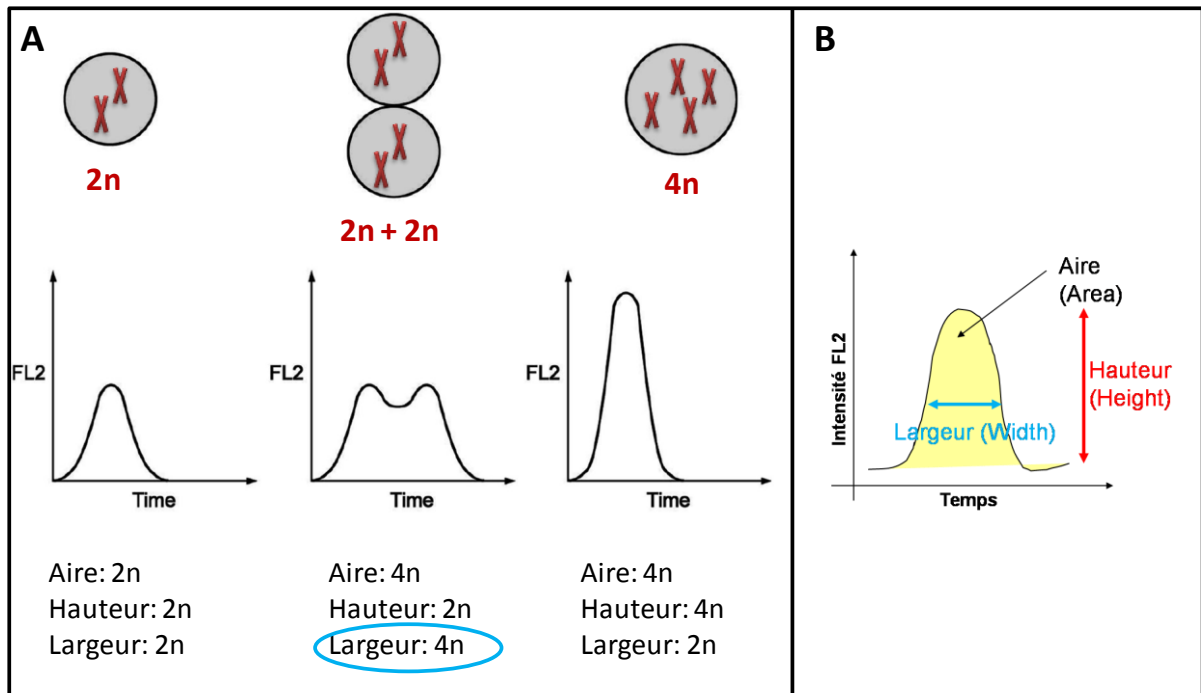 A
2n
2n + 2n
4n
FL2
Time
FL2
Time
FL2
Time
Aire: 2n
Hauteur: 2n
Largeur: 2n
Aire: 4n
Hauteur: 2n
Largeur: 4n
Aire: 4n
Hauteur: 4n
Largeur: 2n
B
Aire
(Area)
Hauteur
(Height)
Largeur (Width)
Intensité FL2
Temps